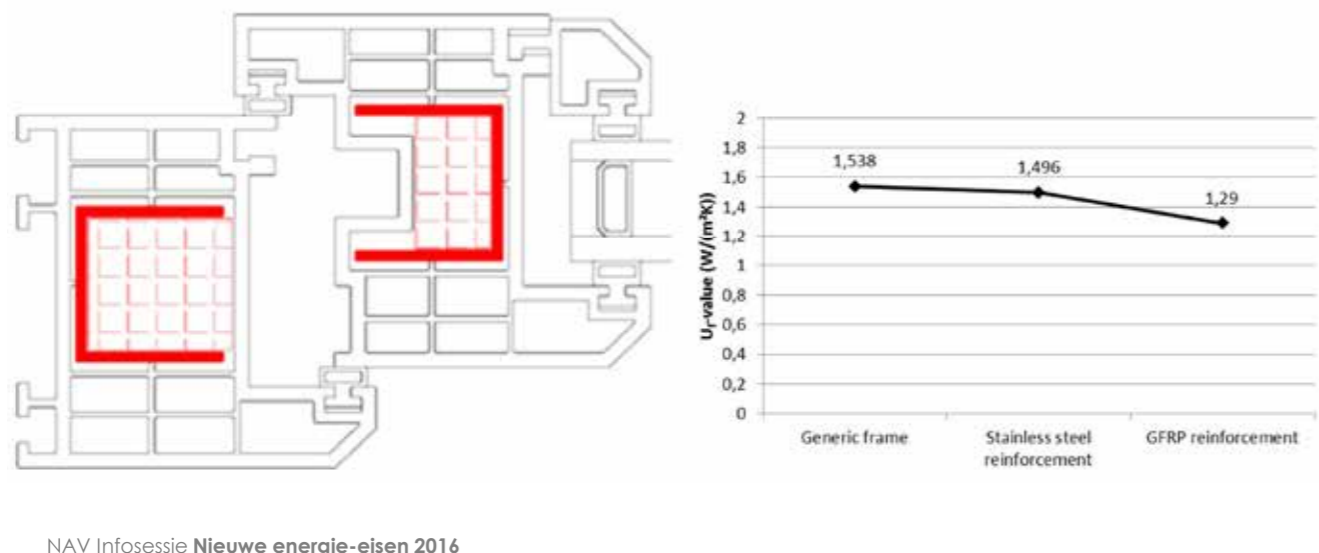 2
1,8
1,6
1,4
1,2
1
0,8
0,6
0,4
0,2
0
Uf-value (W/(m²K))
1,538
1,496
1,29
Generic frame
Stainless steel
reinforcement
GFRP reinforcement
NAV Infosessie Nieuwe energie-eisen 2016